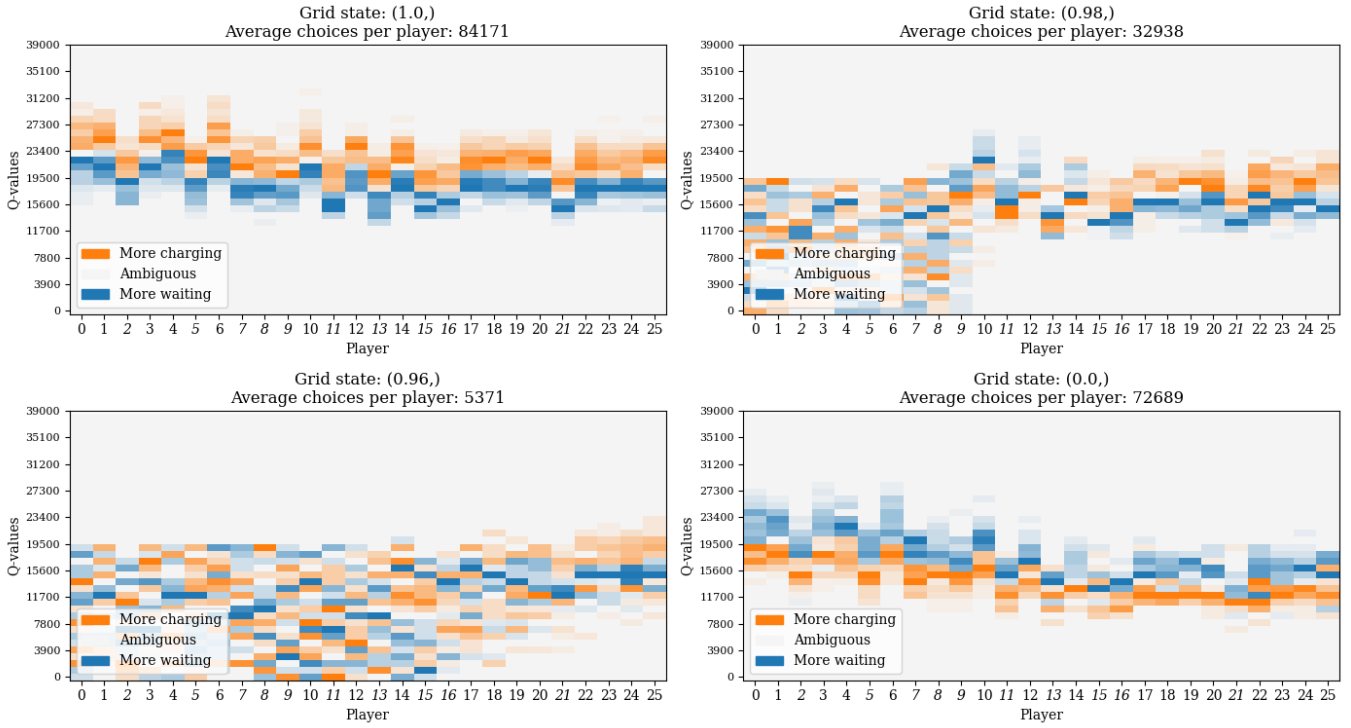 Grid state: (1.0,)
Average choices per player: 84171
39000
35100
31200
27300
23400
19500
15600
11700
7800
3900
0
Q-values
More charging
Ambiguous
More waiting
0 1 2 3 4 5 6 7 8 9 10 11 12 13 14 15 16 17 18 19 20 21 22 23 24 25
Player
Grid state: (0.98,)
Average choices per player: 32938
39000
35100
31200
27300
23400
19500
15600
11700
7800
3900
0
Q-values
More charging
Ambiguous
More waiting
0 1 2 3 4 5 6 7 8 9 10 11 12 13 14 15 16 17 18 19 20 21 22 23 24 25
Player
Grid state: (0.96,)
Average choices per player: 5371
39000
35100
31200
27300
23400
19500
15600
11700
7800
3900
0
Q-values
More charging
Ambiguous
More waiting
0 1 2 3 4 5 6 7 8 9 10 11 12 13 14 15 16 17 18 19 20 21 22 23 24 25
Player
Grid state: (0.0,)
Average choices per player: 72689
39000
35100
31200
27300
23400
19500
15600
11700
7800
3900
0
Q-values
More charging
Ambiguous
More waiting
0 1 2 3 4 5 6 7 8 9 10 11 12 13 14 15 16 17 18 19 20 21 22 23 24 25
Player